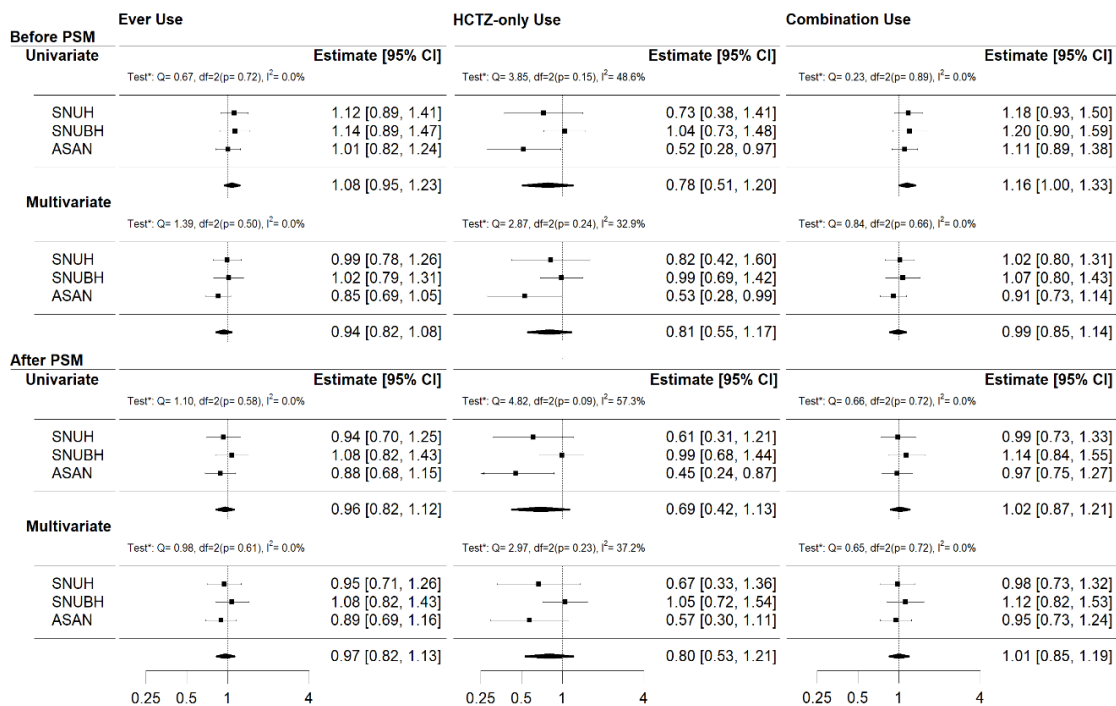 Ever Use HCTZ-only Use Combination Use
Before PSM
Univariate Estimate [95% CI] Estimate [95% CI] Estimate [95% CI]
Test*: Q= 0.67, df=2(p= 0.72), I²= 0.0% Test*: Q= 3.85, df=2(p= 0.15), I²= 48.6% Test*: Q= 0.23, df=2(p= 0.89), I²= 0.0%
SNUH 1.12 [0.89, 1.41] 0.73 [0.38, 1.41] 1.18 [0.93, 1.50]
SNUBH 1.14 [0.89, 1.47] 1.04 [0.73, 1.48] 1.20 [0.90, 1.59]
ASAN 1.01 [0.82, 1.24] 0.52 [0.28, 0.97] 1.11 [0.89, 1.38]
1.08 [0.95, 1.23] 0.78 [0.51, 1.20] 1.16 [1.00, 1.33]
Multivariate
Test*: Q= 1.39, df=2(p= 0.50), I²= 0.0% Test*: Q= 2.87, df=2(p= 0.24), I²= 32.9% Test*: Q= 0.84, df=2(p= 0.66), I²= 0.0%
SNUH 0.99 [0.78, 1.26] 0.82 [0.42, 1.60] 1.02 [0.80, 1.31]
SNUBH 1.02 [0.79, 1.31] 0.99 [0.69, 1.42] 1.07 [0.80, 1.43]
ASAN 0.85 [0.69, 1.05] 0.53 [0.28, 0.99] 0.91 [0.73, 1.14]
0.94 [0.82, 1.08] 0.81 [0.55, 1.17] 0.99 [0.85, 1.14]
After PSM
Univariate Estimate [95% CI] Estimate [95% CI] Estimate [95% CI]
Test*: Q= 1.10, df=2(p= 0.58), I²= 0.0% Test*: Q= 4.82, df=2(p= 0.09), I²= 57.3% Test*: Q= 0.66, df=2(p= 0.72), I²= 0.0%
SNUH 0.94 [0.70, 1.25] 0.61 [0.31, 1.21] 0.99 [0.73, 1.33]
SNUBH 1.08 [0.82, 1.43] 0.99 [0.68, 1.44] 1.14 [0.84, 1.55]
ASAN 0.88 [0.68, 1.15] 0.45 [0.24, 0.87] 0.97 [0.75, 1.27]
0.96 [0.82, 1.12] 0.69 [0.42, 1.13] 1.02 [0.87, 1.21]
Multivariate
Test*: Q= 0.98, df=2(p= 0.61), I²= 0.0% Test*: Q= 2.97, df=2(p= 0.23), I²= 37.2% Test*: Q= 0.65, df=2(p= 0.72), I²= 0.0%
SNUH 0.95 [0.71, 1.26] 0.67 [0.33, 1.36] 0.98 [0.73, 1.32]
SNUBH 1.08 [0.82, 1.43] 1.05 [0.72, 1.54] 1.12 [0.82, 1.53]
ASAN 0.89 [0.69, 1.16] 0.57 [0.30, 1.11] 0.95 [0.73, 1.24]
0.97 [0.82, 1.13] 0.80 [0.53, 1.21] 1.01 [0.85, 1.19]
0.25 0.5 1 4 0.25 0.5 1 4 0.25 0.5 1 4